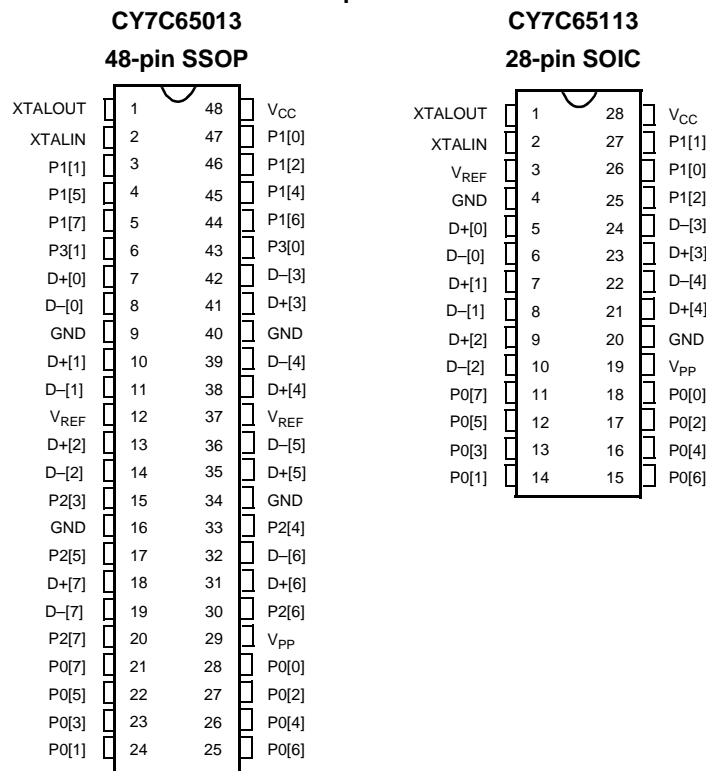 CY7C65013
48-pin SSOP
XTALOUT 1 48 VCC
XTALIN 2 47 P1[0]
P1[1] 3 46 P1[2]
P1[5] 4 45 P1[4]
P1[7] 5 44 P1[6]
P3[1] 6 43 P3[0]
D+[0] 7 42 D–[3]
D–[0] 8 41 D+[3]
GND 9 40 GND
D+[1] 10 39 D–[4]
D–[1] 11 38 D+[4]
VREF 12 37 VREF
D+[2] 13 36 D–[5]
D–[2] 14 35 D+[5]
P2[3] 15 34 GND
GND 16 33 P2[4]
P2[5] 17 32 D–[6]
D+[7] 18 31 D+[6]
D–[7] 19 30 P2[6]
P2[7] 20 29 VPP
P0[7] 21 28 P0[0]
P0[5] 22 27 P0[2]
P0[3] 23 26 P0[4]
P0[1] 24 25 P0[6]
CY7C65113
28-pin SOIC
XTALOUT 1 28 VCC
XTALIN 2 27 P1[1]
VREF 3 26 P1[0]
GND 4 25 P1[2]
D+[0] 5 24 D–[3]
D–[0] 6 23 D+[3]
D+[1] 7 22 D–[4]
D–[1] 8 21 D+[4]
D+[2] 9 20 GND
D–[2] 10 19 VPP
P0[7] 11 18 P0[0]
P0[5] 12 17 P0[2]
P0[3] 13 16 P0[4]
P0[1] 14 15 P0[6]